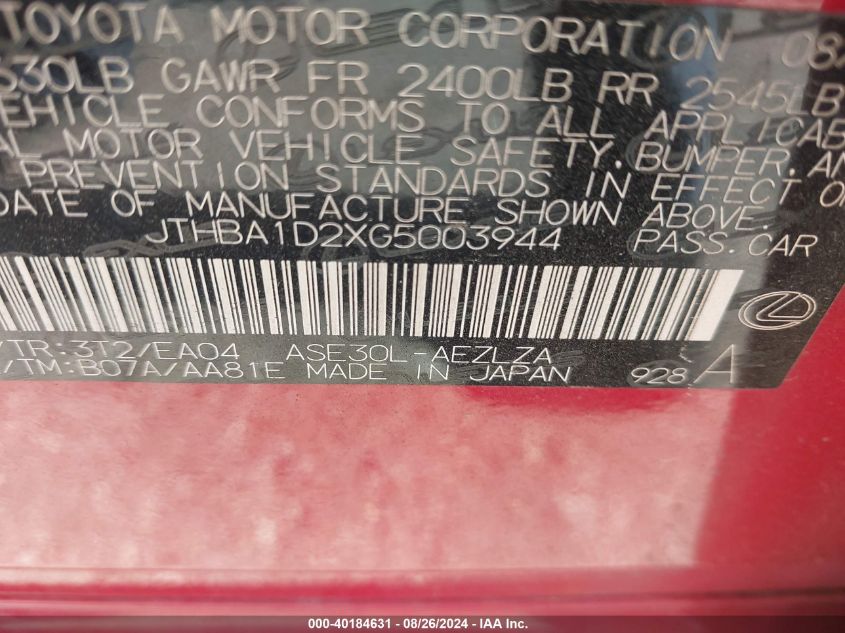 TOYOTA MOTOR CORPORATION 08/
630LB GAWR FR 2400LB RR 2545LB
VEHICLE CONFORMS TO ALL APPLICAB
AL MOTOR VEHICLE SAFETY, BUMPER, AN
PREVENTION STANDARDS IN EFFECT O
DATE OF MANUFACTURE SHOWN ABOVE.
JTHBA1D2XG5003944 PASS.CAR
/TR:3T2/EA04 ASE30L-AEZLZA
/TM:B07A/AA81E MADE IN JAPAN 928 A
000-40184631 - 08/26/2024 - IAA Inc.